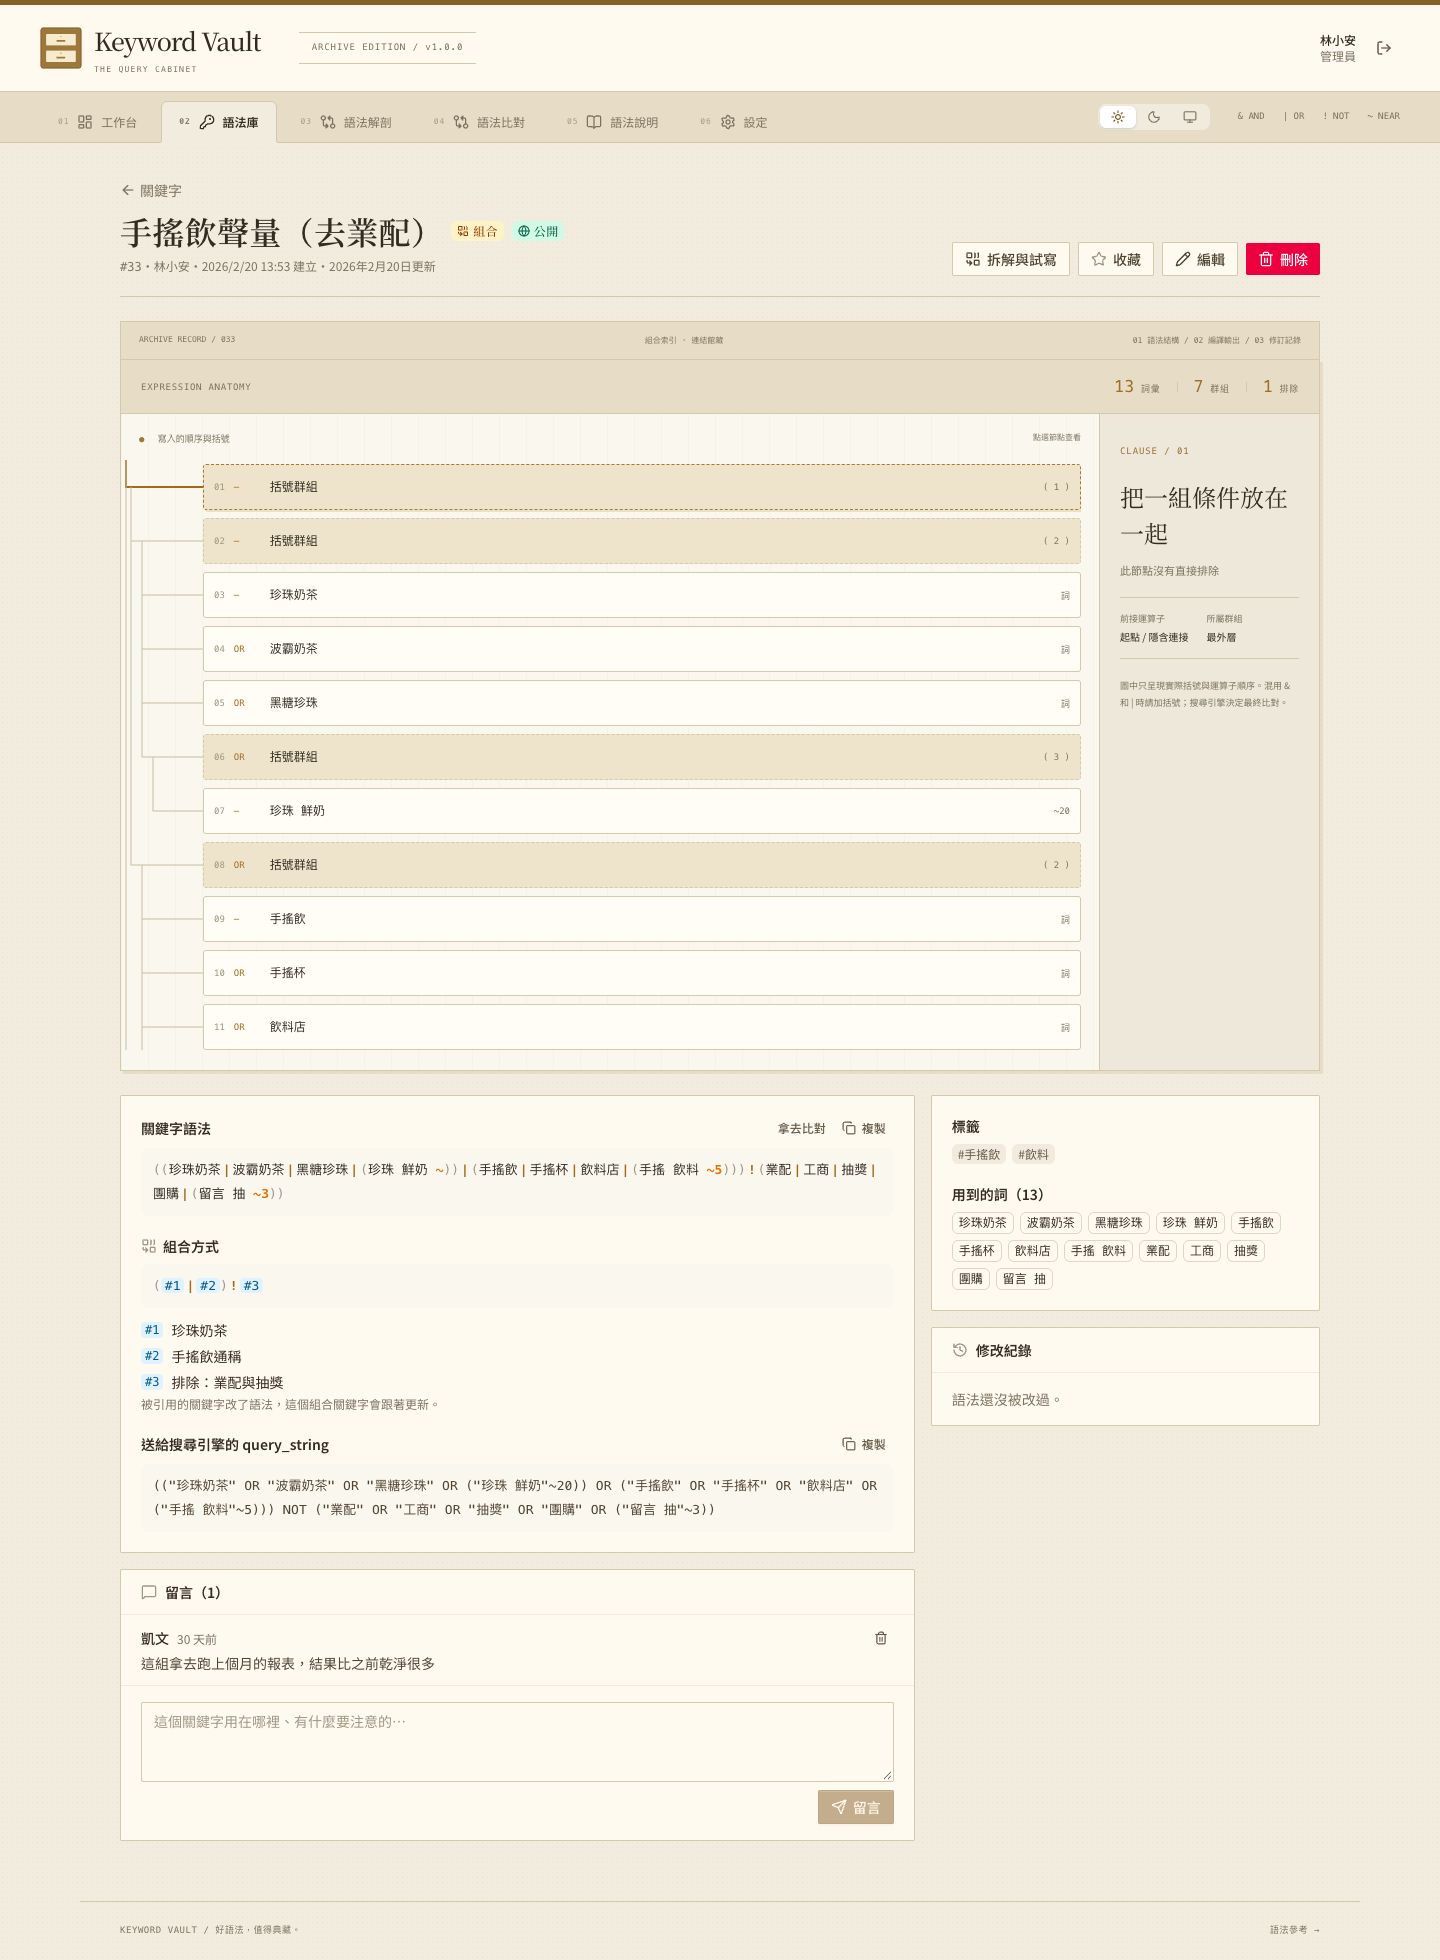 Keyword Vault
THE QUERY CABINET
ARCHIVE EDITION / v1.0.0
林小安
管理員
01 工作台
02 語法庫
03 語法解剖
04 語法比對
05 語法說明
06 設定
& AND | OR ! NOT ~ NEAR
關鍵字
手搖飲聲量（去業配） 組合 公開
#33・林小安・2026/2/20 13:53 建立・2026年2月20日更新
拆解與試寫 收藏 編輯 刪除
ARCHIVE RECORD / 033
組合索引 · 連結館藏
01 語法結構 / 02 編譯輸出 / 03 修訂記錄
EXPRESSION ANATOMY
13 詞彙 7 群組 1 排除
寫入的順序與括號
點選節點查看
01 — 括號群組 ( 1 )
02 — 括號群組 ( 2 )
03 — 珍珠奶茶 詞
04 OR 波霸奶茶 詞
05 OR 黑糖珍珠 詞
06 OR 括號群組 ( 3 )
07 — 珍珠 鮮奶 ~20
08 OR 括號群組 ( 2 )
09 — 手搖飲 詞
10 OR 手搖杯 詞
11 OR 飲料店 詞
CLAUSE / 01
把一組條件放在
一起
此節點沒有直接排除
前接運算子 所屬群組
起點 / 隱含連接 最外層
圖中只呈現實際括號與運算子順序。混用 &
和 | 時請加括號；搜尋引擎決定最終比對。
關鍵字語法
拿去比對 複製
((珍珠奶茶|波霸奶茶|黑糖珍珠|(珍珠 鮮奶 ~))|(手搖飲|手搖杯|飲料店|(手搖 飲料 ~5)))!(業配|工商|抽獎|
團購|(留言 抽 ~3))
組合方式
(#1|#2)!#3
#1 珍珠奶茶
#2 手搖飲通稱
#3 排除：業配與抽獎
被引用的關鍵字改了語法，這個組合關鍵字會跟著更新。
送給搜尋引擎的 query_string
複製
(("珍珠奶茶" OR "波霸奶茶" OR "黑糖珍珠" OR ("珍珠 鮮奶"~20)) OR ("手搖飲" OR "手搖杯" OR "飲料店" OR
("手搖 飲料"~5))) NOT ("業配" OR "工商" OR "抽獎" OR "團購" OR ("留言 抽"~3))
標籤
#手搖飲 #飲料
用到的詞（13）
珍珠奶茶 波霸奶茶 黑糖珍珠 珍珠 鮮奶 手搖飲
手搖杯 飲料店 手搖 飲料 業配 工商 抽獎
團購 留言 抽
修改紀錄
語法還沒被改過。
留言（1）
凱文 30 天前
這組拿去跑上個月的報表，結果比之前乾淨很多
這個關鍵字用在哪裡、有什麼要注意的⋯
留言
KEYWORD VAULT / 好語法，值得典藏。
語法參考 →